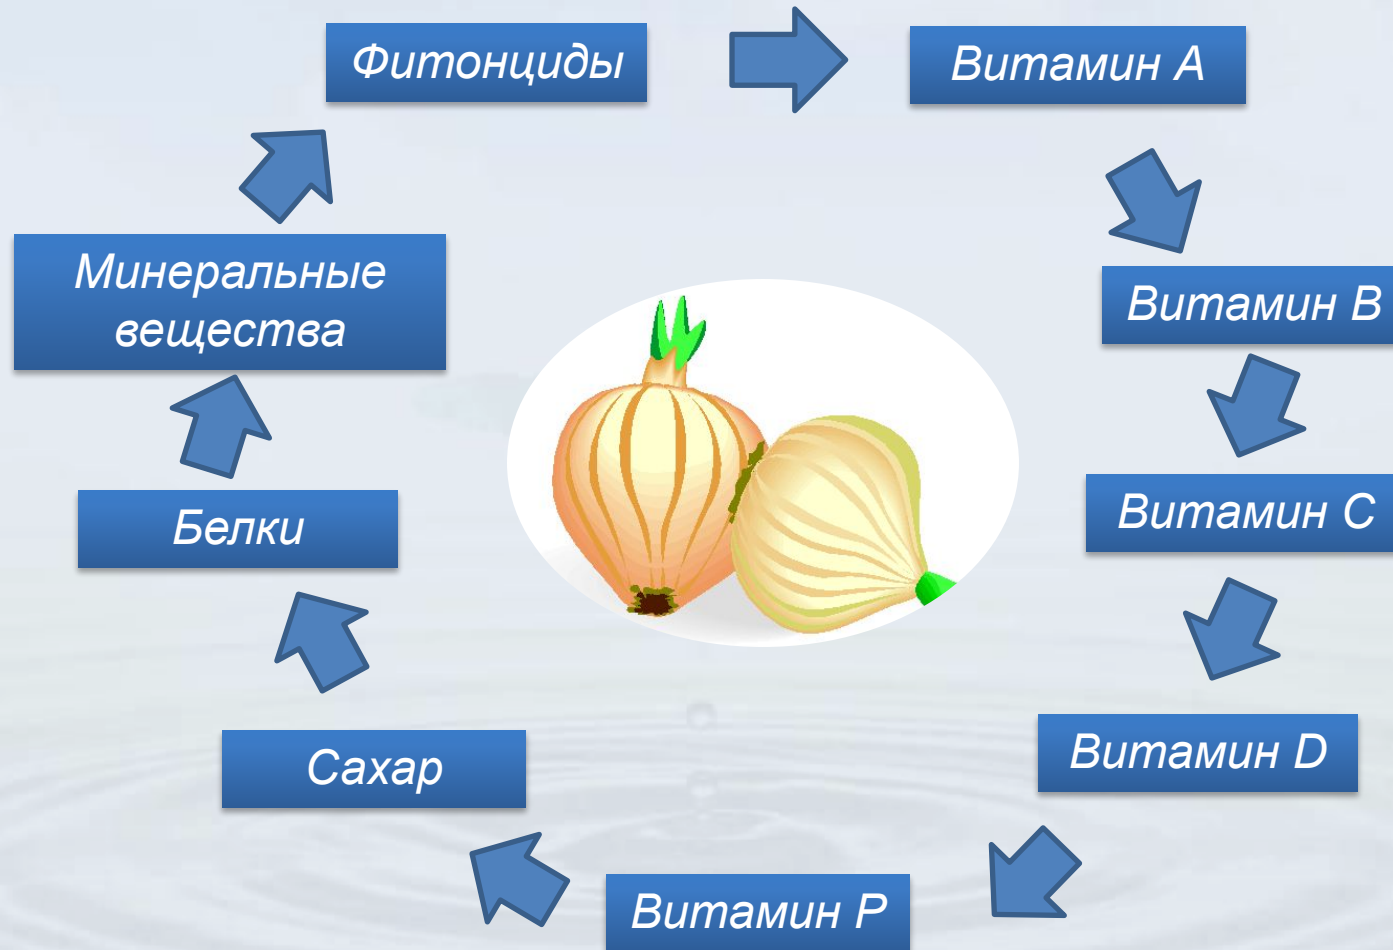 Фитонциды
Витамин А
Витамин В
Витамин С
Витамин D
Витамин Р
Сахар
Белки
Минеральные
вещества